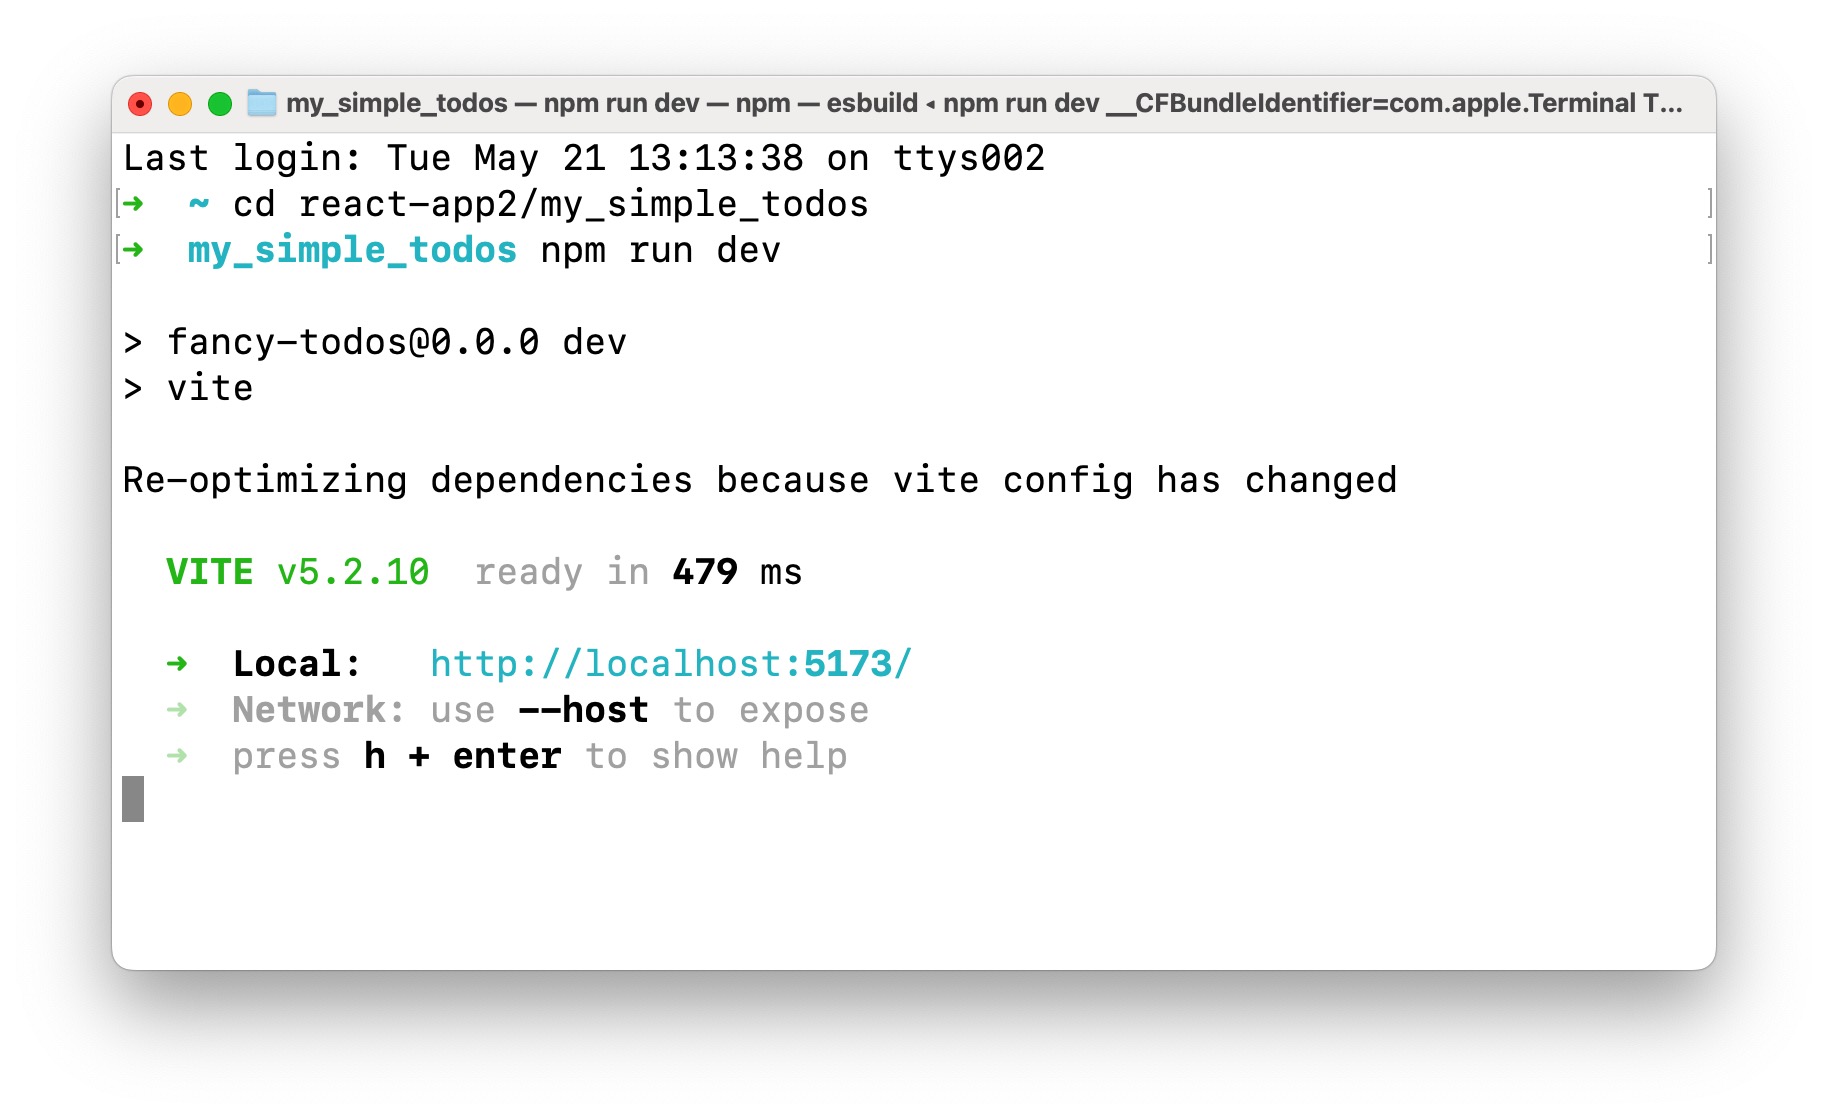 my_simple_todos — npm run dev — npm — esbuild ◂ npm run dev __CFBundleIdentifier=com.apple.Terminal T...
Last login: Tue May 21 13:13:38 on ttys002
[➜  ~ cd react-app2/my_simple_todos ]
[➜  my_simple_todos npm run dev ]
> fancy-todos@0.0.0 dev
> vite
Re-optimizing dependencies because vite config has changed
VITE v5.2.10  ready in 479 ms
➜  Local:   http://localhost:5173/
➜  Network: use --host to expose
➜  press h + enter to show help